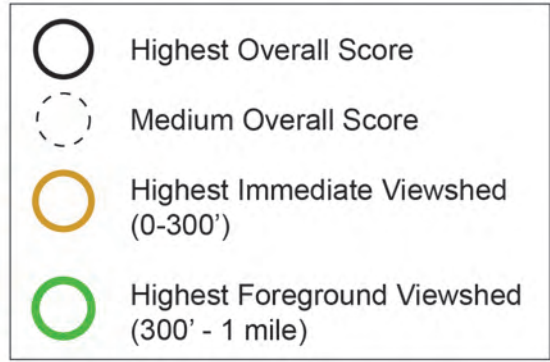 Highest Overall Score
Medium Overall Score
Highest Immediate Viewshed
(0-300’)
Highest Foreground Viewshed
(300’ - 1 mile)